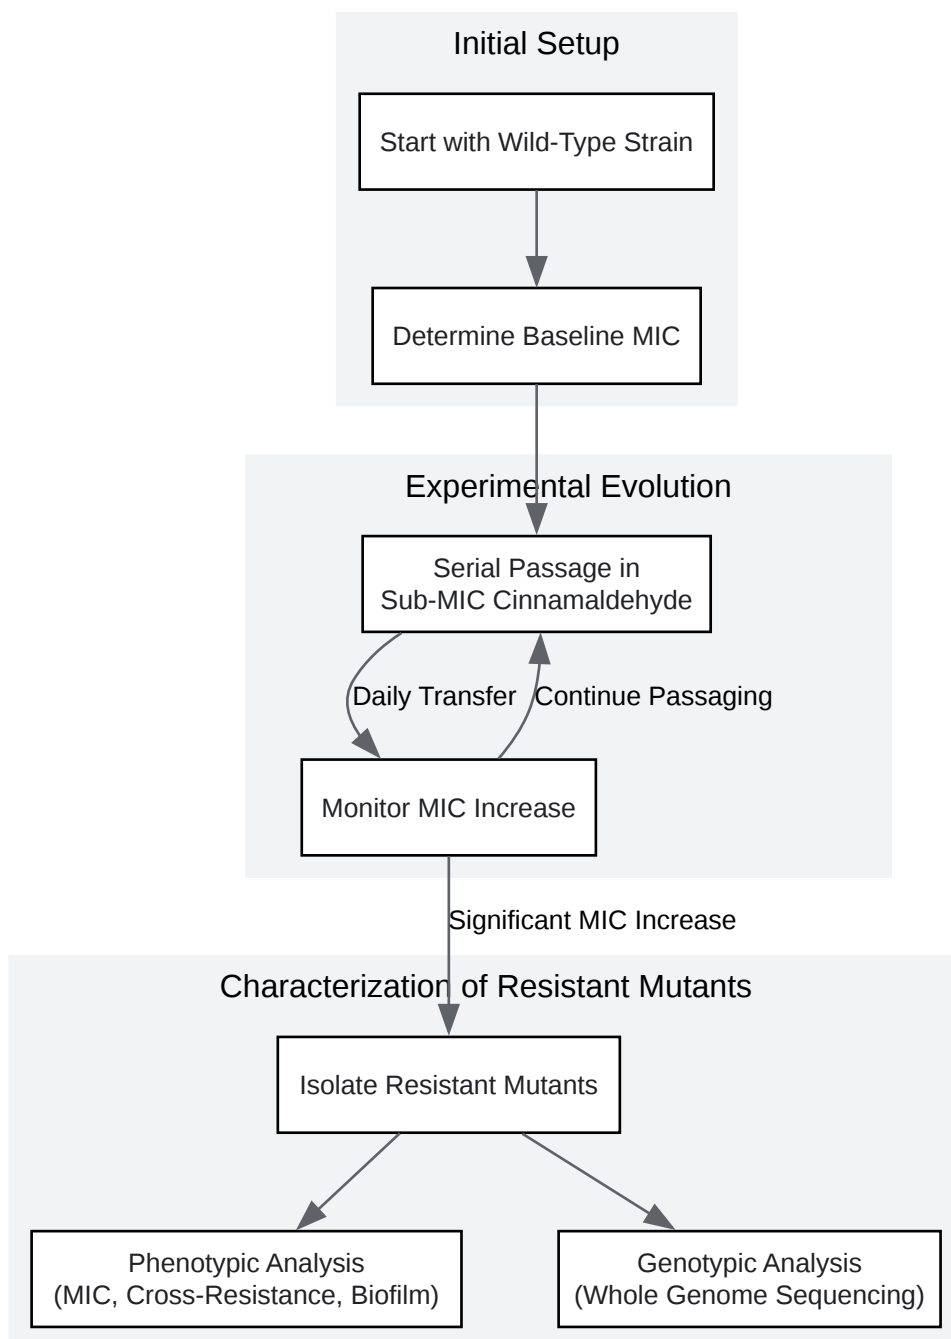 Initial Setup
Start with Wild-Type Strain
Determine Baseline MIC
Experimental Evolution
Serial Passage in
Sub-MIC Cinnamaldehyde
Daily Transfer
Continue Passaging
Monitor MIC Increase
Significant MIC Increase
Characterization of Resistant Mutants
Isolate Resistant Mutants
Phenotypic Analysis
(MIC, Cross-Resistance, Biofilm)
Genotypic Analysis
(Whole Genome Sequencing)